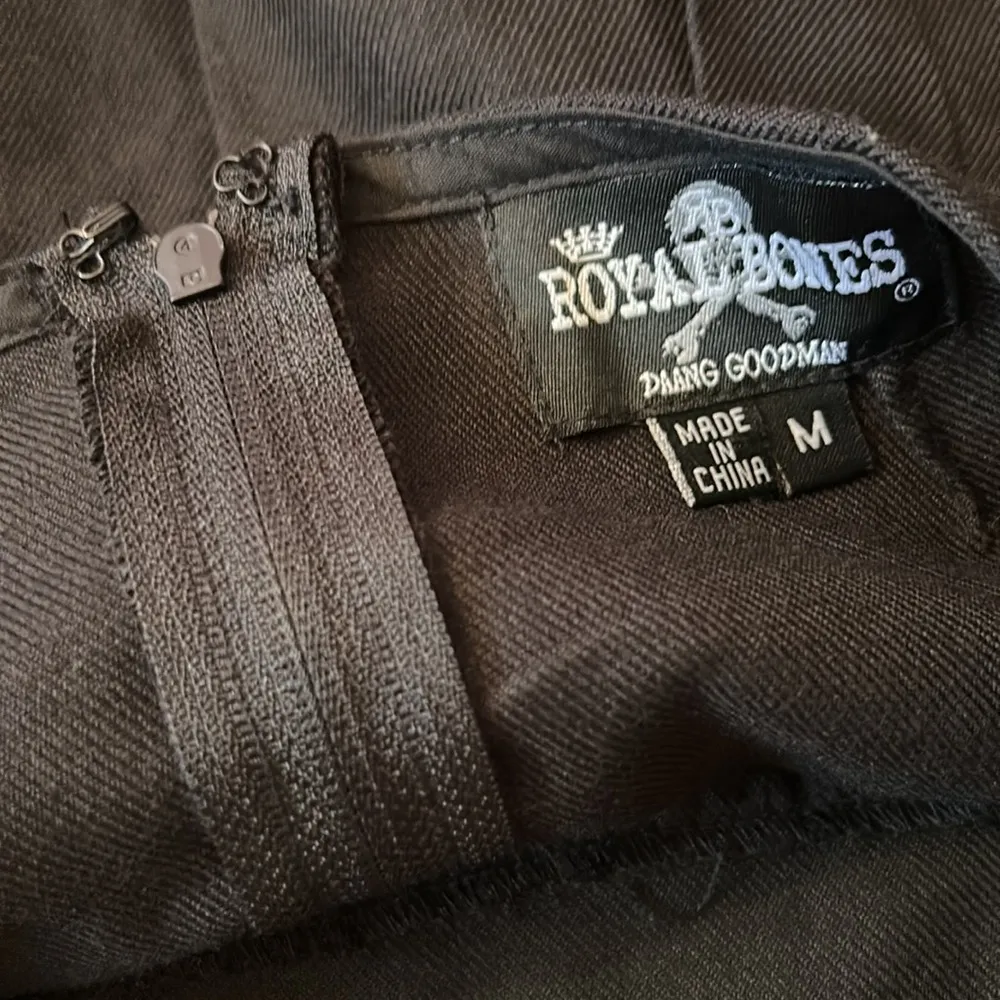 ROYAL BONES ®
DAANG GOODMAN
MADE
IN
CHINA
M